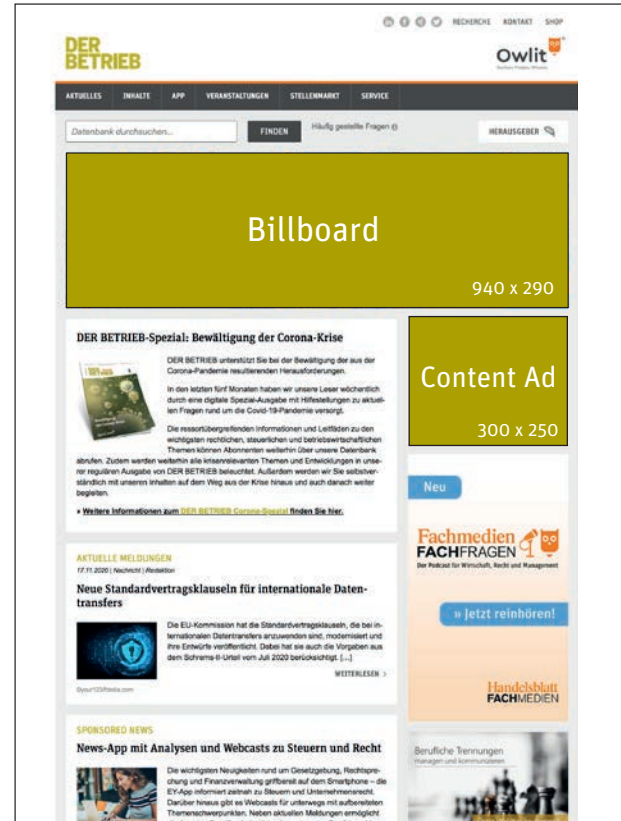 RECHERCHE KONTAKT SHOP
DER
BETRIEB
Owlit
AKTUELLES INHALTE APP VERANSTALTUNGEN STELLENMARKT SERVICE
Datenbank durchsuchen...
FINDEN
Häufig gestellte Fragen
HERAUSGEBER
Billboard
940 x 290
DER BETRIEB-Spezial: Bewältigung der Corona-Krise
DER BETRIEB unterstützt Sie bei der Bewältigung der aus der
Corona-Pandemie resultierenden Herausforderungen.
In den letzten fünf Monaten haben wir unsere Leser wöchentlich
durch eine digitale Spezial-Ausgabe mit Hilfestellungen zu aktuel-
len Fragen rund um die Covid-19-Pandemie versorgt.
Die ressortübergreifenden Informationen und Leitfäden zu den
wichtigsten rechtlichen, steuerlichen und betriebswirtschaftlichen
Themen können Abonnenten weiterhin über unsere Datenbank
abrufen. Zudem werden weiterhin alle krisenrelevanten Themen und Entwicklungen in unse-
rer regulären Ausgabe von DER BETRIEB beleuchtet. Außerdem werden wir Sie selbstver-
ständlich mit unseren Inhalten auf dem Weg aus der Krise hinaus und auch danach weiter
begleiten.
» Weitere Informationen zum DER BETRIEB Corona-Spezial finden Sie hier.
Content Ad
300 x 250
Neu
Fachmedien
FACHFRAGEN
Der Podcast für Wirtschaft, Recht und Management
» Jetzt reinhören!
Handelsblatt
FACHMEDIEN
AKTUELLE MELDUNGEN
17.11.2020 | Nachricht | Redaktion
Neue Standardvertragsklauseln für internationale Daten-
transfers
Die EU-Kommission hat die Standardvertragsklauseln, die bei in-
ternationalen Datentransfers anzuwenden sind, modernisiert und
ihre Entwürfe veröffentlicht. Dabei hat sie auch die Vorgaben aus
dem Schrems-II-Urteil vom Juli 2020 berücksichtigt. [...]
WEITERLESEN >
SPONSORED NEWS
News-App mit Analysen und Webcasts zu Steuern und Recht
Die wichtigsten Neuigkeiten rund um Gesetzgebung, Rechtspre-
chung und Finanzverwaltung griffbereit auf dem Smartphone – die
EY-App informiert zeitnah zu Steuern und Unternehmensrecht.
Darüber hinaus gibt es Webcasts für unterwegs mit aufbereiteten
Themenschwerpunkten. Neben aktuellen Meldungen ermöglicht
Berufliche Trennungen
managen und kommunizieren